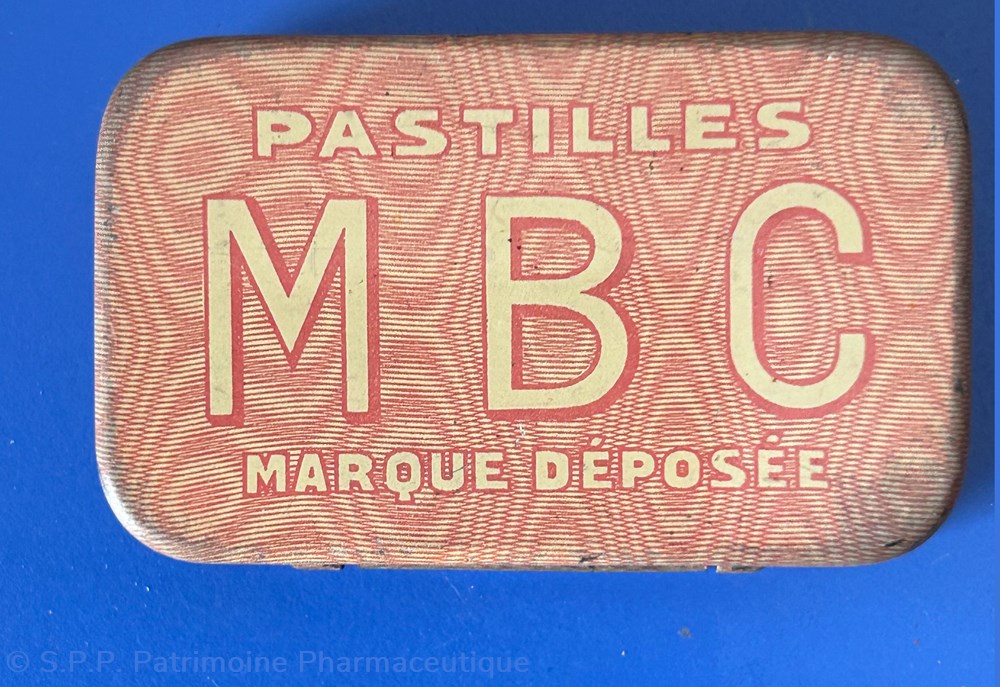 PASTILLES
MBC
MARQUE DÉPOSÉE
© S.P.P. Patrimoine Pharmaceutique